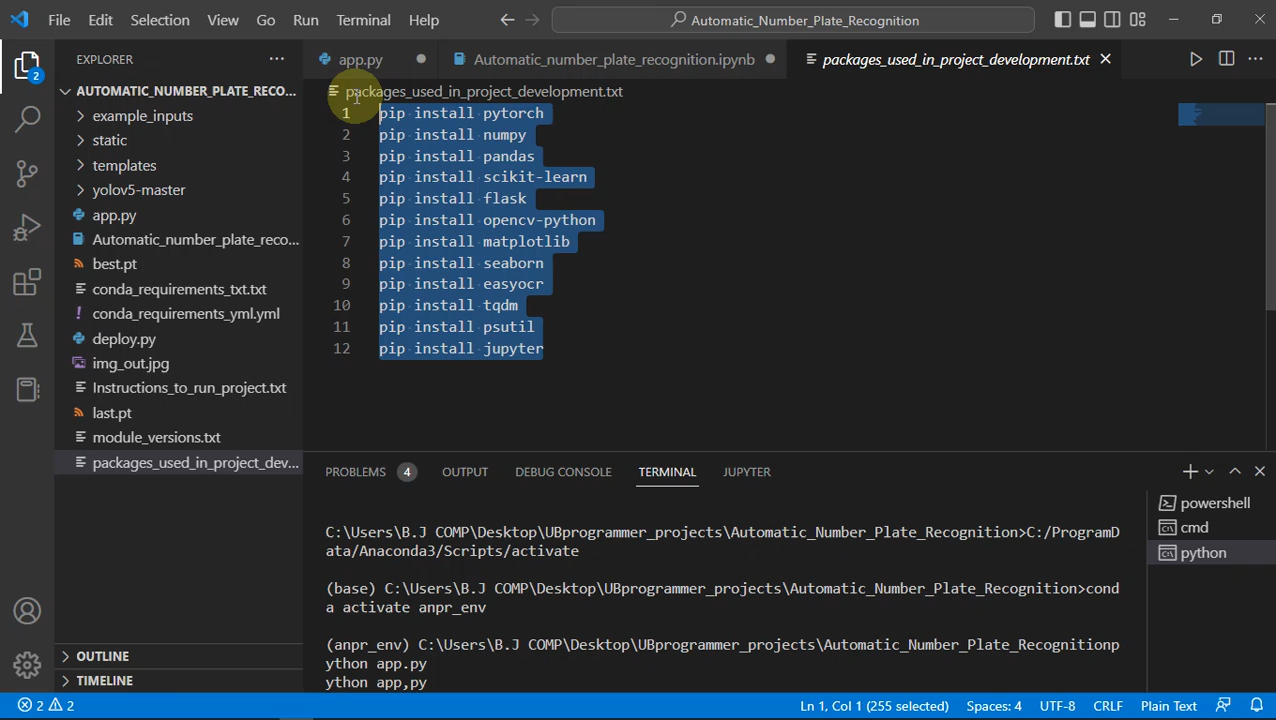 File Edit Selection View Go Run Terminal Help
Automatic_Number_Plate_Recognition
EXPLORER
app.py
Automatic_number_plate_recognition.ipynb
packages_used_in_project_development.txt
AUTOMATIC_NUMBER_PLATE_RECO...
example_inputs
static
templates
yolov5-master
app.py
Automatic_number_plate_reco...
best.pt
conda_requirements_txt.txt
conda_requirements_yml.yml
deploy.py
img_out.jpg
Instructions_to_run_project.txt
last.pt
module_versions.txt
packages_used_in_project_dev...
OUTLINE
TIMELINE
2
packages_used_in_project_development.txt
1 pip install pytorch
2 pip install numpy
3 pip install pandas
4 pip install scikit-learn
5 pip install flask
6 pip install opencv-python
7 pip install matplotlib
8 pip install seaborn
9 pip install easyocr
10 pip install tqdm
11 pip install psutil
12 pip install jupyter
PROBLEMS 4 OUTPUT DEBUG CONSOLE TERMINAL JUPYTER
C:\Users\B.J COMP\Desktop\UBprogrammer_projects\Automatic_Number_Plate_Recognition>C:/ProgramD
ata/Anaconda3/Scripts/activate
(base) C:\Users\B.J COMP\Desktop\UBprogrammer_projects\Automatic_Number_Plate_Recognition>cond
a activate anpr_env
(anpr_env) C:\Users\B.J COMP\Desktop\UBprogrammer_projects\Automatic_Number_Plate_Recognitionp
ython app.py
ython app,py
powershell
cmd
python
2 2
Ln 1, Col 1 (255 selected) Spaces: 4 UTF-8 CRLF Plain Text